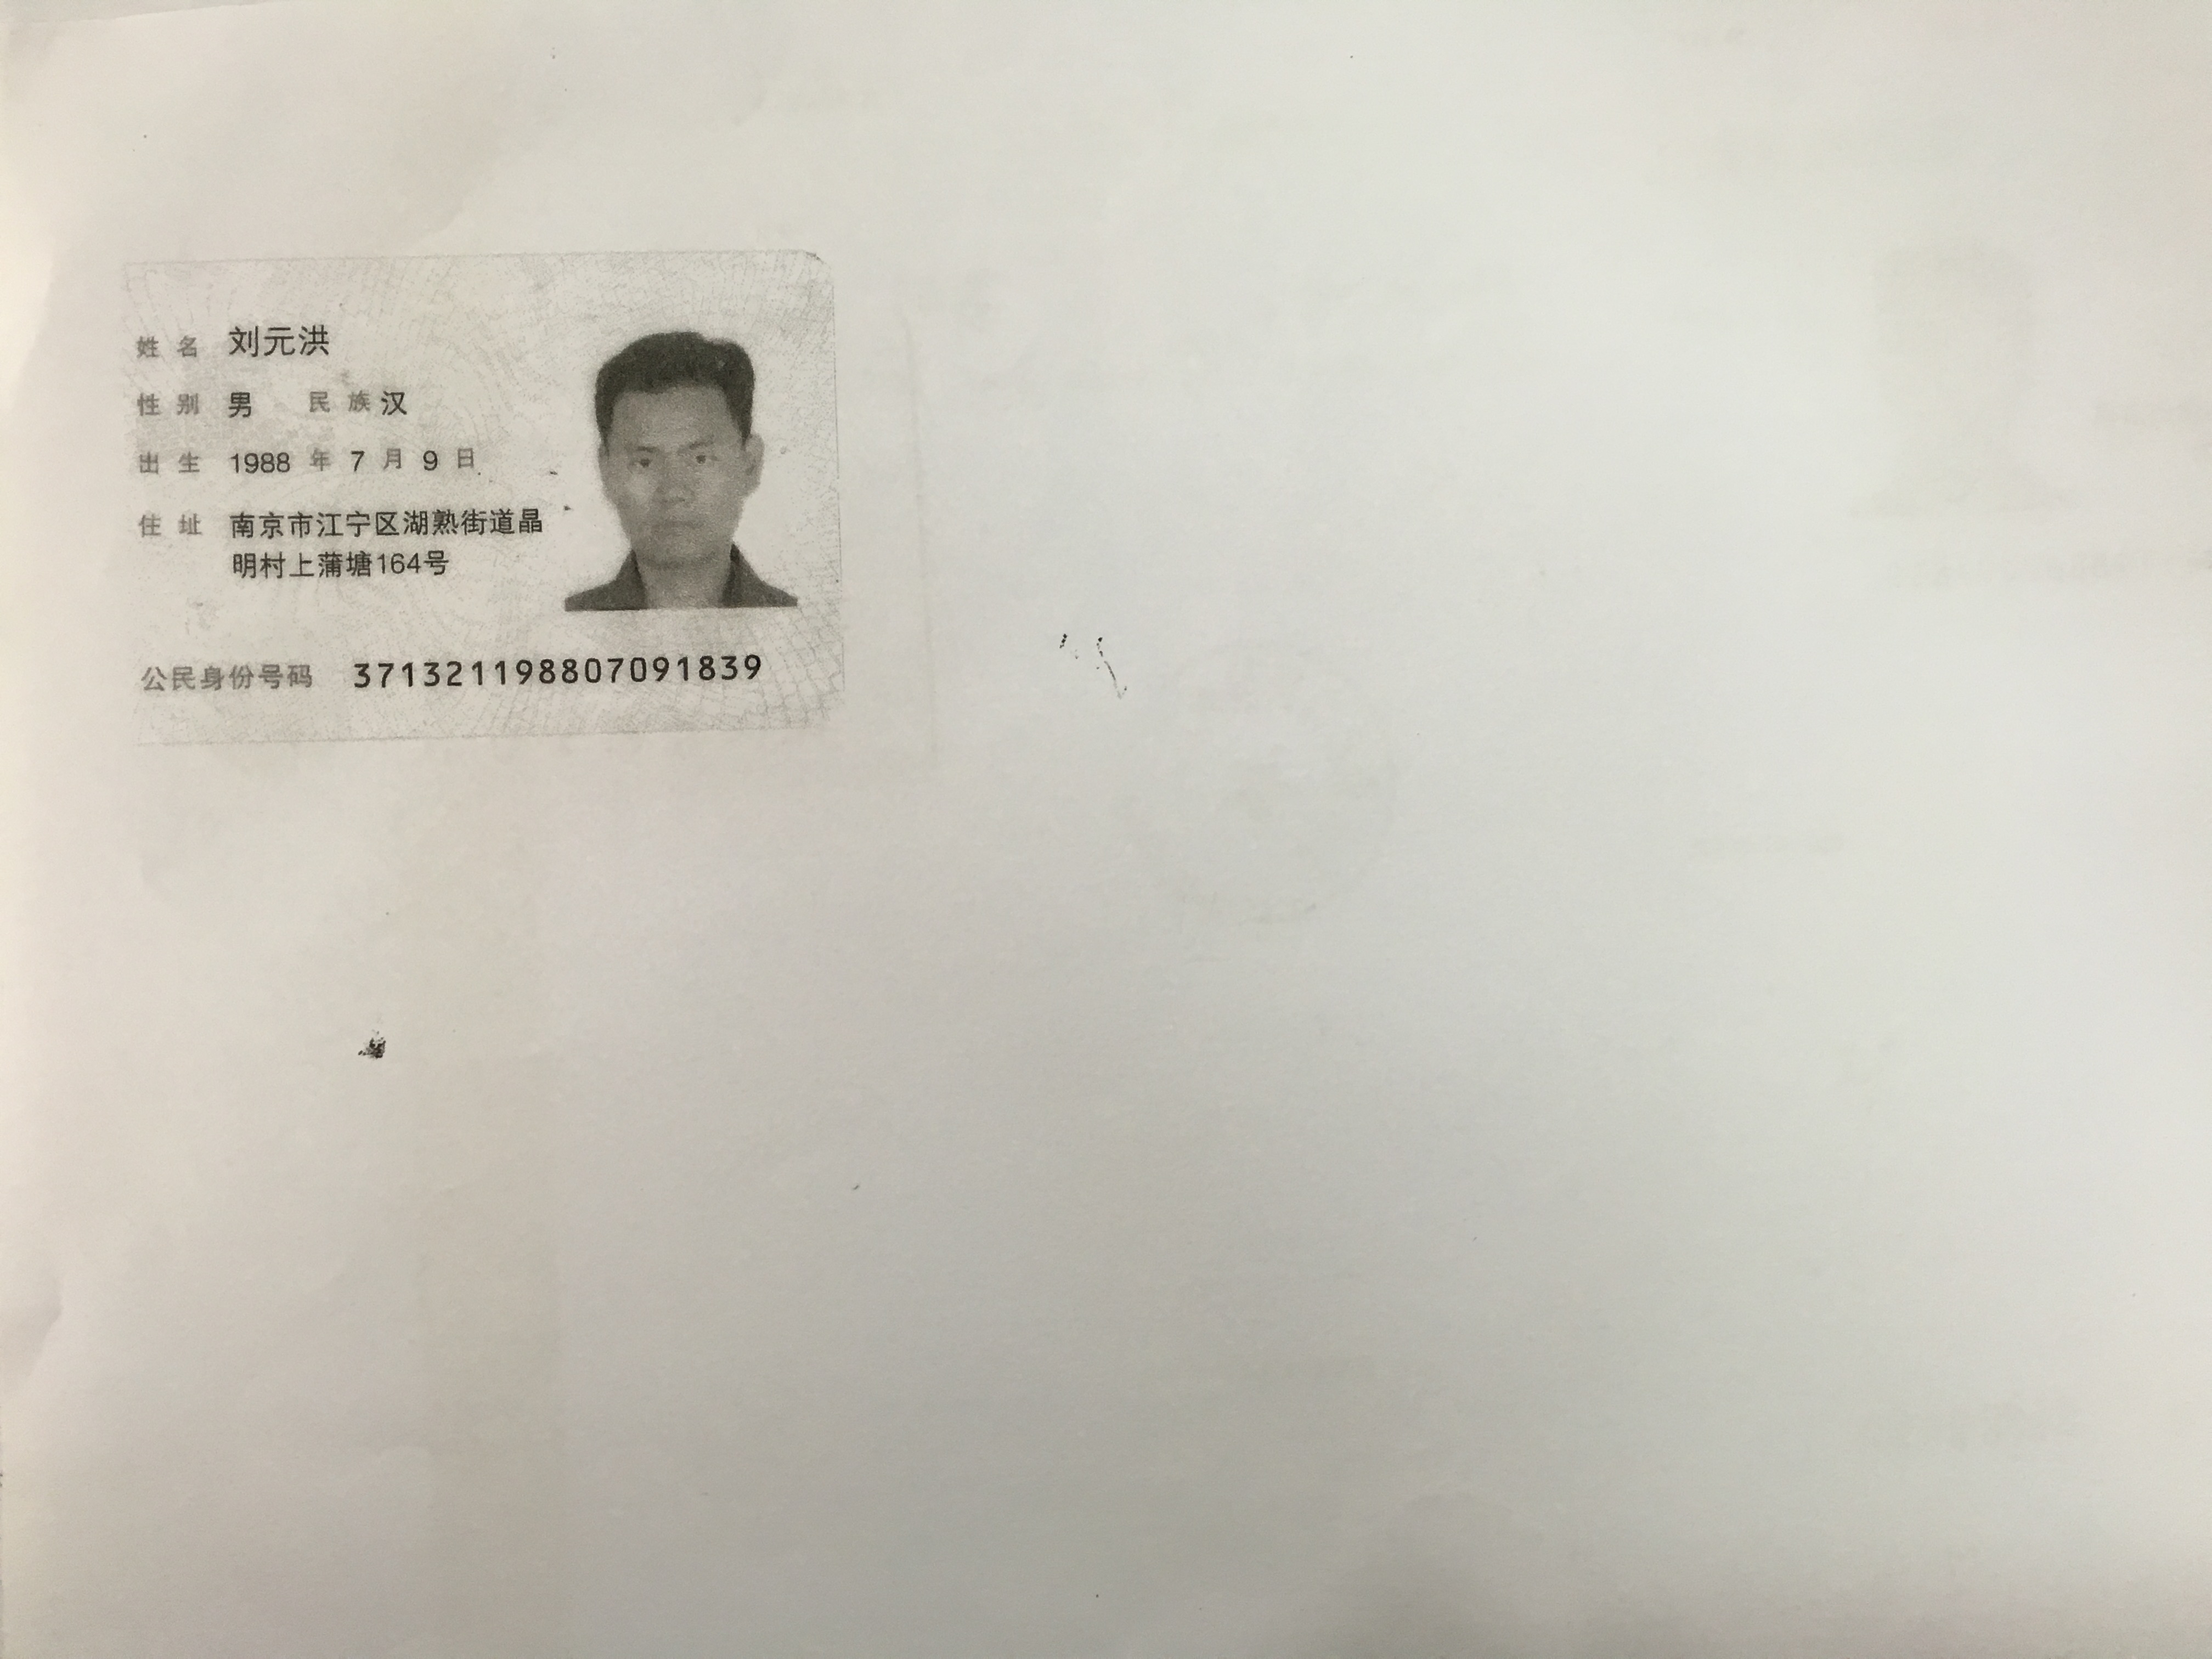 姓名 刘元洪
性别 男 民族 汉
出生 1988 年 7 月 9 日
住址 南京市江宁区湖熟街道晶
明村上蒲塘164号
公民身份号码 371321198807091839